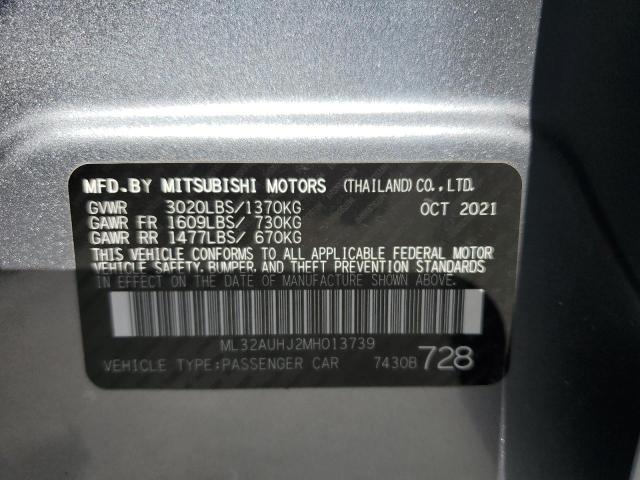 MFD.BY MITSUBISHI MOTORS (THAILAND)CO.,LTD.
GVWR 3020LBS/1370KG OCT 2021
GAWR FR 1609LBS/ 730KG
GAWR RR 1477LBS/ 670KG
THIS VEHICLE CONFORMS TO ALL APPLICABLE FEDERAL MOTOR
VEHICLE SAFETY, BUMPER, AND THEFT PREVENTION STANDARDS
IN EFFECT ON THE DATE OF MANUFACTURE SHOWN ABOVE.
ML32AUHJ2MH013739
VEHICLE TYPE:PASSENGER CAR 7430B 728